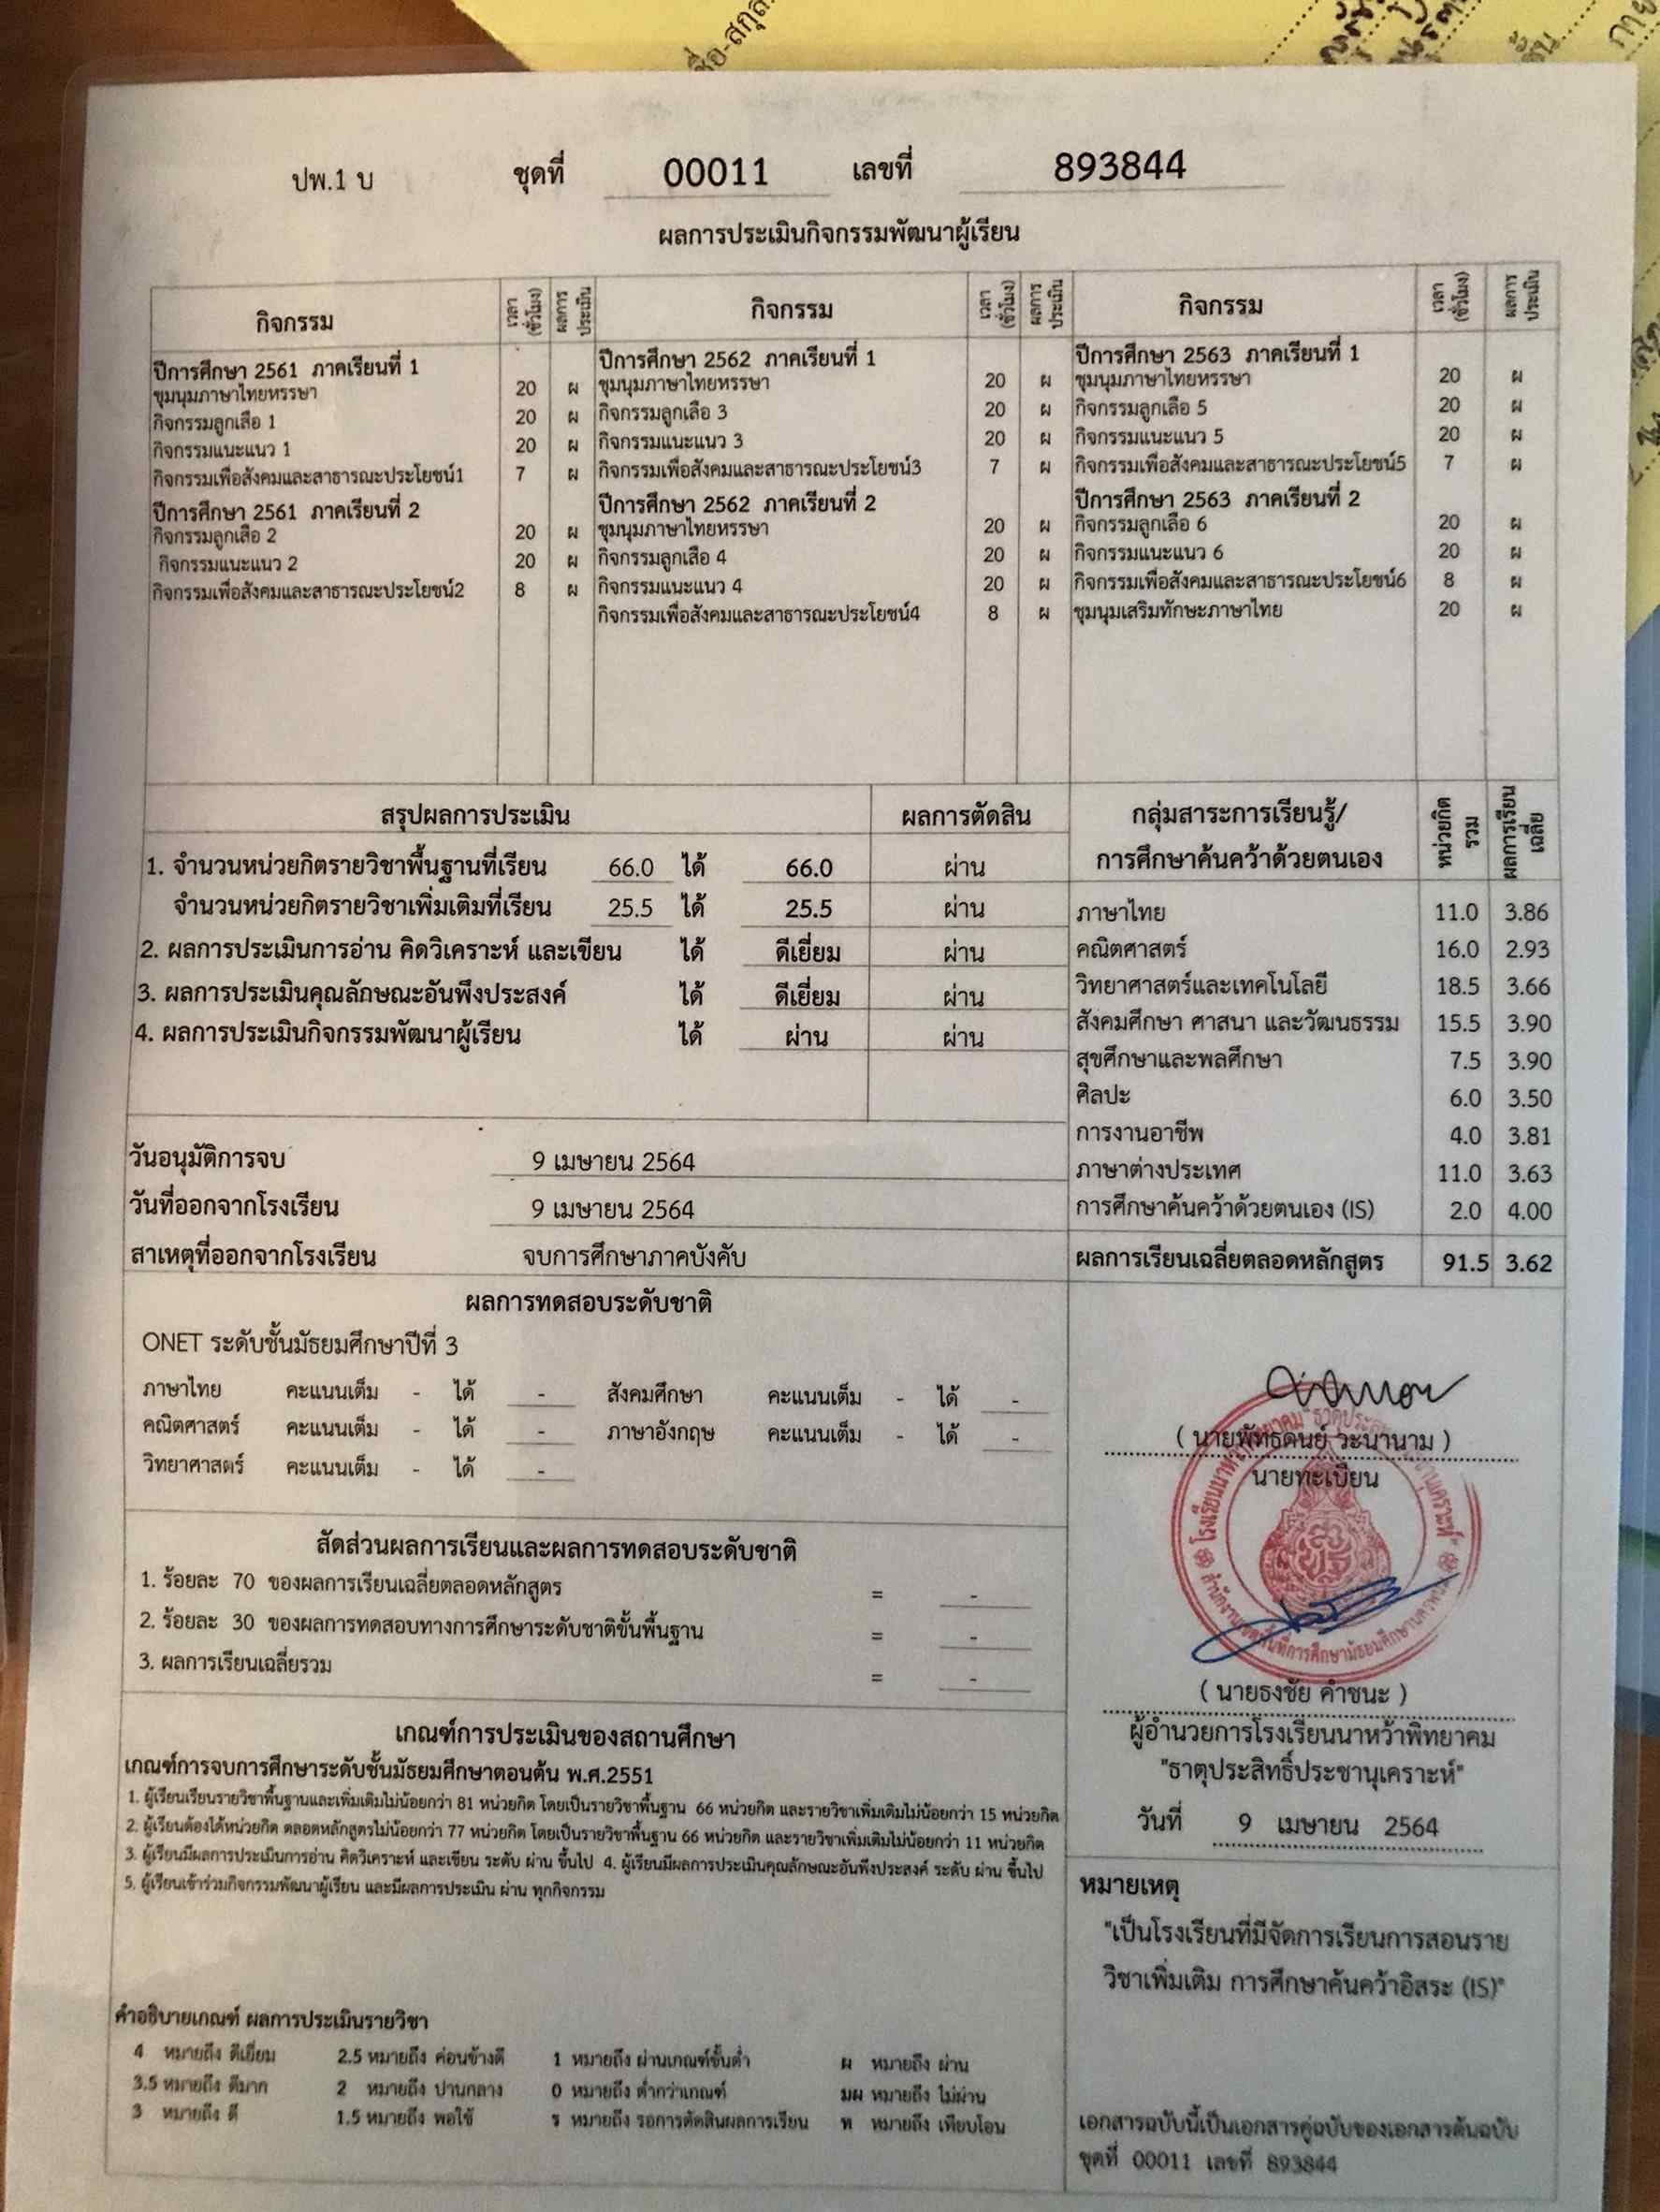 ชื่อ-สกุล
ปพ.1 บ ชุดที่ 00011 เลขที่ 893844
ผลการประเมินกิจกรรมพัฒนาผู้เรียน
กิจกรรม เวลา (ชั่วโมง) ผลการประเมิน กิจกรรม เวลา (ชั่วโมง) ผลการประเมิน กิจกรรม เวลา (ชั่วโมง) ผลการประเมิน
ปีการศึกษา 2561 ภาคเรียนที่ 1
ชุมนุมภาษาไทยหรรษา 20 ผ
กิจกรรมลูกเสือ 1 20 ผ
กิจกรรมแนะแนว 1 20 ผ
กิจกรรมเพื่อสังคมและสาธารณะประโยชน์1 7 ผ
ปีการศึกษา 2561 ภาคเรียนที่ 2
กิจกรรมลูกเสือ 2 20 ผ
กิจกรรมแนะแนว 2 20 ผ
กิจกรรมเพื่อสังคมและสาธารณะประโยชน์2 8 ผ
ปีการศึกษา 2562 ภาคเรียนที่ 1
ชุมนุมภาษาไทยหรรษา 20 ผ
กิจกรรมลูกเสือ 3 20 ผ
กิจกรรมแนะแนว 3 20 ผ
กิจกรรมเพื่อสังคมและสาธารณะประโยชน์3 7 ผ
ปีการศึกษา 2562 ภาคเรียนที่ 2
ชุมนุมภาษาไทยหรรษา 20 ผ
กิจกรรมลูกเสือ 4 20 ผ
กิจกรรมแนะแนว 4 20 ผ
กิจกรรมเพื่อสังคมและสาธารณะประโยชน์4 8 ผ
ปีการศึกษา 2563 ภาคเรียนที่ 1
ชุมนุมภาษาไทยหรรษา 20 ผ
กิจกรรมลูกเสือ 5 20 ผ
กิจกรรมแนะแนว 5 20 ผ
กิจกรรมเพื่อสังคมและสาธารณะประโยชน์5 7 ผ
ปีการศึกษา 2563 ภาคเรียนที่ 2
กิจกรรมลูกเสือ 6 20 ผ
กิจกรรมแนะแนว 6 20 ผ
กิจกรรมเพื่อสังคมและสาธารณะประโยชน์6 8 ผ
ชุมนุมเสริมทักษะภาษาไทย 20 ผ
สรุปผลการประเมิน ผลการตัดสิน
1. จำนวนหน่วยกิตรายวิชาพื้นฐานที่เรียน 66.0 ได้ 66.0 ผ่าน
จำนวนหน่วยกิตรายวิชาเพิ่มเติมที่เรียน 25.5 ได้ 25.5 ผ่าน
2. ผลการประเมินการอ่าน คิดวิเคราะห์ และเขียน ได้ ดีเยี่ยม ผ่าน
3. ผลการประเมินคุณลักษณะอันพึงประสงค์ ได้ ดีเยี่ยม ผ่าน
4. ผลการประเมินกิจกรรมพัฒนาผู้เรียน ได้ ผ่าน ผ่าน
วันอนุมัติการจบ 9 เมษายน 2564
วันที่ออกจากโรงเรียน 9 เมษายน 2564
สาเหตุที่ออกจากโรงเรียน จบการศึกษาภาคบังคับ
กลุ่มสาระการเรียนรู้/ การศึกษาค้นคว้าด้วยตนเอง หน่วยกิตรวม ผลการเรียนเฉลี่ย
ภาษาไทย 11.0 3.86
คณิตศาสตร์ 16.0 2.93
วิทยาศาสตร์และเทคโนโลยี 18.5 3.66
สังคมศึกษา ศาสนา และวัฒนธรรม 15.5 3.90
สุขศึกษาและพลศึกษา 7.5 3.90
ศิลปะ 6.0 3.50
การงานอาชีพ 4.0 3.81
ภาษาต่างประเทศ 11.0 3.63
การศึกษาค้นคว้าด้วยตนเอง (IS) 2.0 4.00
ผลการเรียนเฉลี่ยตลอดหลักสูตร 91.5 3.62
ผลการทดสอบระดับชาติ
ONET ระดับชั้นมัธยมศึกษาปีที่ 3
ภาษาไทย คะแนนเต็ม - ได้ - สังคมศึกษา คะแนนเต็ม - ได้ -
คณิตศาสตร์ คะแนนเต็ม - ได้ - ภาษาอังกฤษ คะแนนเต็ม - ได้ -
วิทยาศาสตร์ คะแนนเต็ม - ได้ -
สัดส่วนผลการเรียนและผลการทดสอบระดับชาติ
1. ร้อยละ 70 ของผลการเรียนเฉลี่ยตลอดหลักสูตร = -
2. ร้อยละ 30 ของผลการทดสอบทางการศึกษาระดับชาติขั้นพื้นฐาน = -
3. ผลการเรียนเฉลี่ยรวม = -
เกณฑ์การประเมินของสถานศึกษา
เกณฑ์การจบการศึกษาระดับชั้นมัธยมศึกษาตอนต้น พ.ศ.2551
1. ผู้เรียนเรียนรายวิชาพื้นฐานและเพิ่มเติมไม่น้อยกว่า 81 หน่วยกิต โดยเป็นรายวิชาพื้นฐาน 66 หน่วยกิต และรายวิชาเพิ่มเติมไม่น้อยกว่า 15 หน่วยกิต
2. ผู้เรียนต้องได้หน่วยกิต ตลอดหลักสูตรไม่น้อยกว่า 77 หน่วยกิต โดยเป็นรายวิชาพื้นฐาน 66 หน่วยกิต และรายวิชาเพิ่มเติมไม่น้อยกว่า 11 หน่วยกิต
3. ผู้เรียนมีผลการประเมินการอ่าน คิดวิเคราะห์ และเขียน ระดับ ผ่าน ขึ้นไป 4. ผู้เรียนมีผลการประเมินคุณลักษณะอันพึงประสงค์ ระดับ ผ่าน ขึ้นไป
5. ผู้เรียนเข้าร่วมกิจกรรมพัฒนาผู้เรียน และมีผลการประเมิน ผ่าน ทุกกิจกรรม
คำอธิบายเกณฑ์ ผลการประเมินรายวิชา
4 หมายถึง ดีเยี่ยม 2.5 หมายถึง ค่อนข้างดี 1 หมายถึง ผ่านเกณฑ์ขั้นต่ำ ผ หมายถึง ผ่าน
3.5 หมายถึง ดีมาก 2 หมายถึง ปานกลาง 0 หมายถึง ต่ำกว่าเกณฑ์ มผ หมายถึง ไม่ผ่าน
3 หมายถึง ดี 1.5 หมายถึง พอใช้ ร หมายถึง รอการตัดสินผลการเรียน ท หมายถึง เทียบโอน
( นายพัทธดนย์ วะนานาม )
นายทะเบียน
( นายธงชัย คำชนะ )
ผู้อำนวยการโรงเรียนนาหว้าพิทยาคม
"ธาตุประสิทธิ์ประชานุเคราะห์"
วันที่ 9 เมษายน 2564
หมายเหตุ
"เป็นโรงเรียนที่มีจัดการเรียนการสอนราย
วิชาเพิ่มเติม การศึกษาค้นคว้าอิสระ (IS)"
เอกสารฉบับนี้เป็นเอกสารคู่ฉบับของเอกสารต้นฉบับ
ชุดที่ 00011 เลขที่ 893844